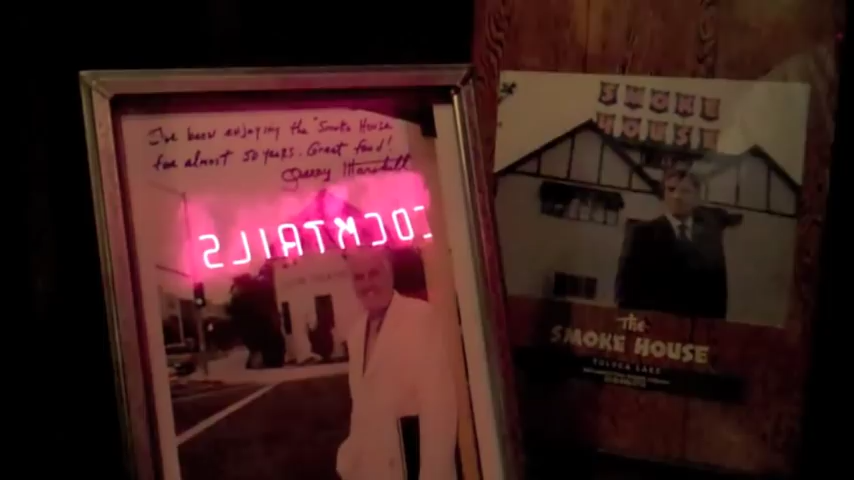 I've been enjoying the "Smoke House
for almost 50 years. Great food!
Garry Marshall
COCKTAILS
SMOKE
HOUSE
The
SMOKE HOUSE
TOLUCA LAKE